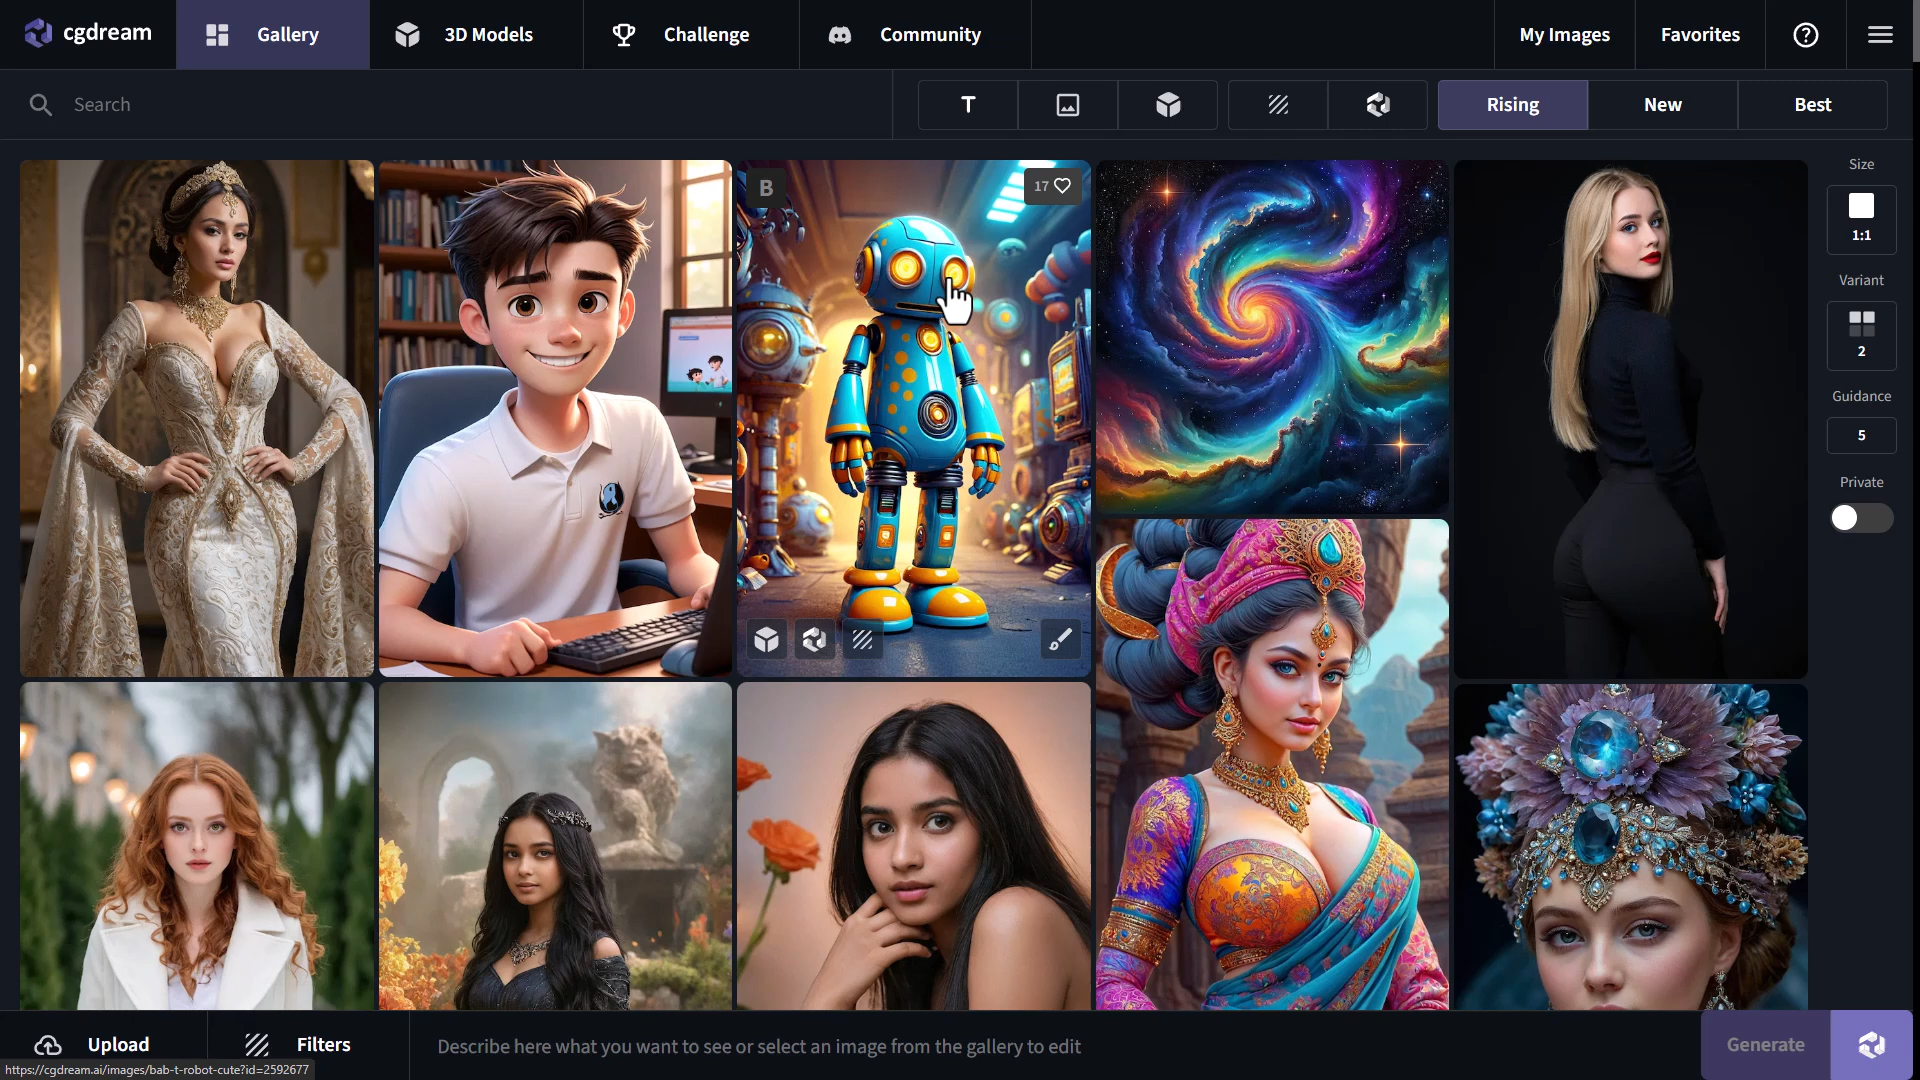 cgdream
Gallery
3D Models
Challenge
Community
My Images
Favorites
Search
T
Rising
New
Best
B
17
Size
1:1
Variant
2
Guidance
5
Private
Upload
Filters
Describe here what you want to see or select an image from the gallery to edit
Generate
https://cgdream.ai/images/bab-t-robot-cute?id=2592677